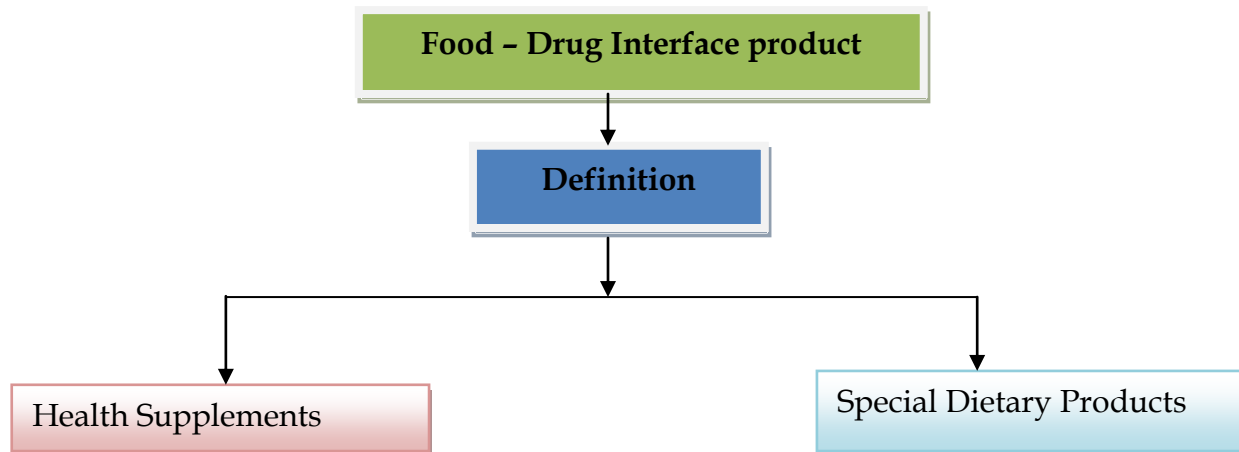 Food – Drug Interface product
Definition
Health Supplements
Special Dietary Products